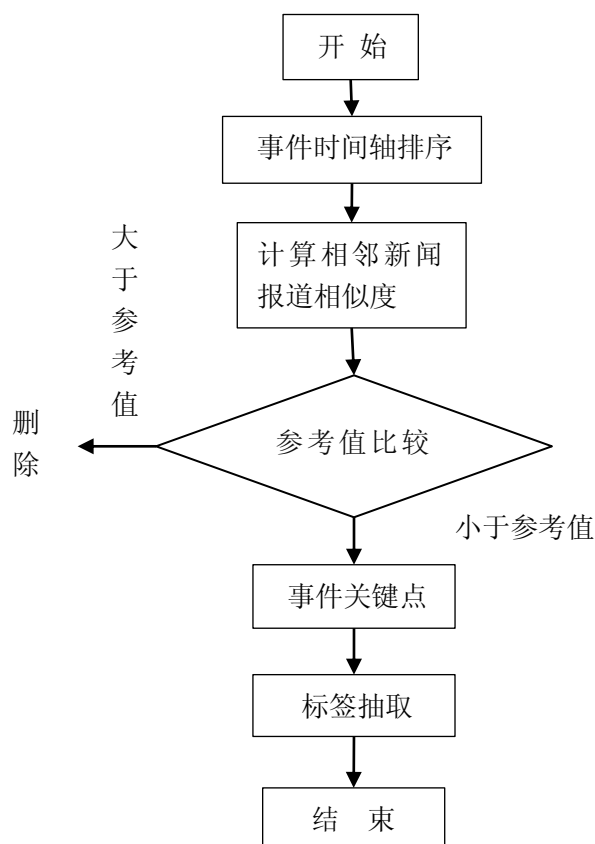 开 始
事件时间轴排序
计算相邻新闻
报道相似度
大于参考值
参考值比较
删除
小于参考值
事件关键点
标签抽取
结 束